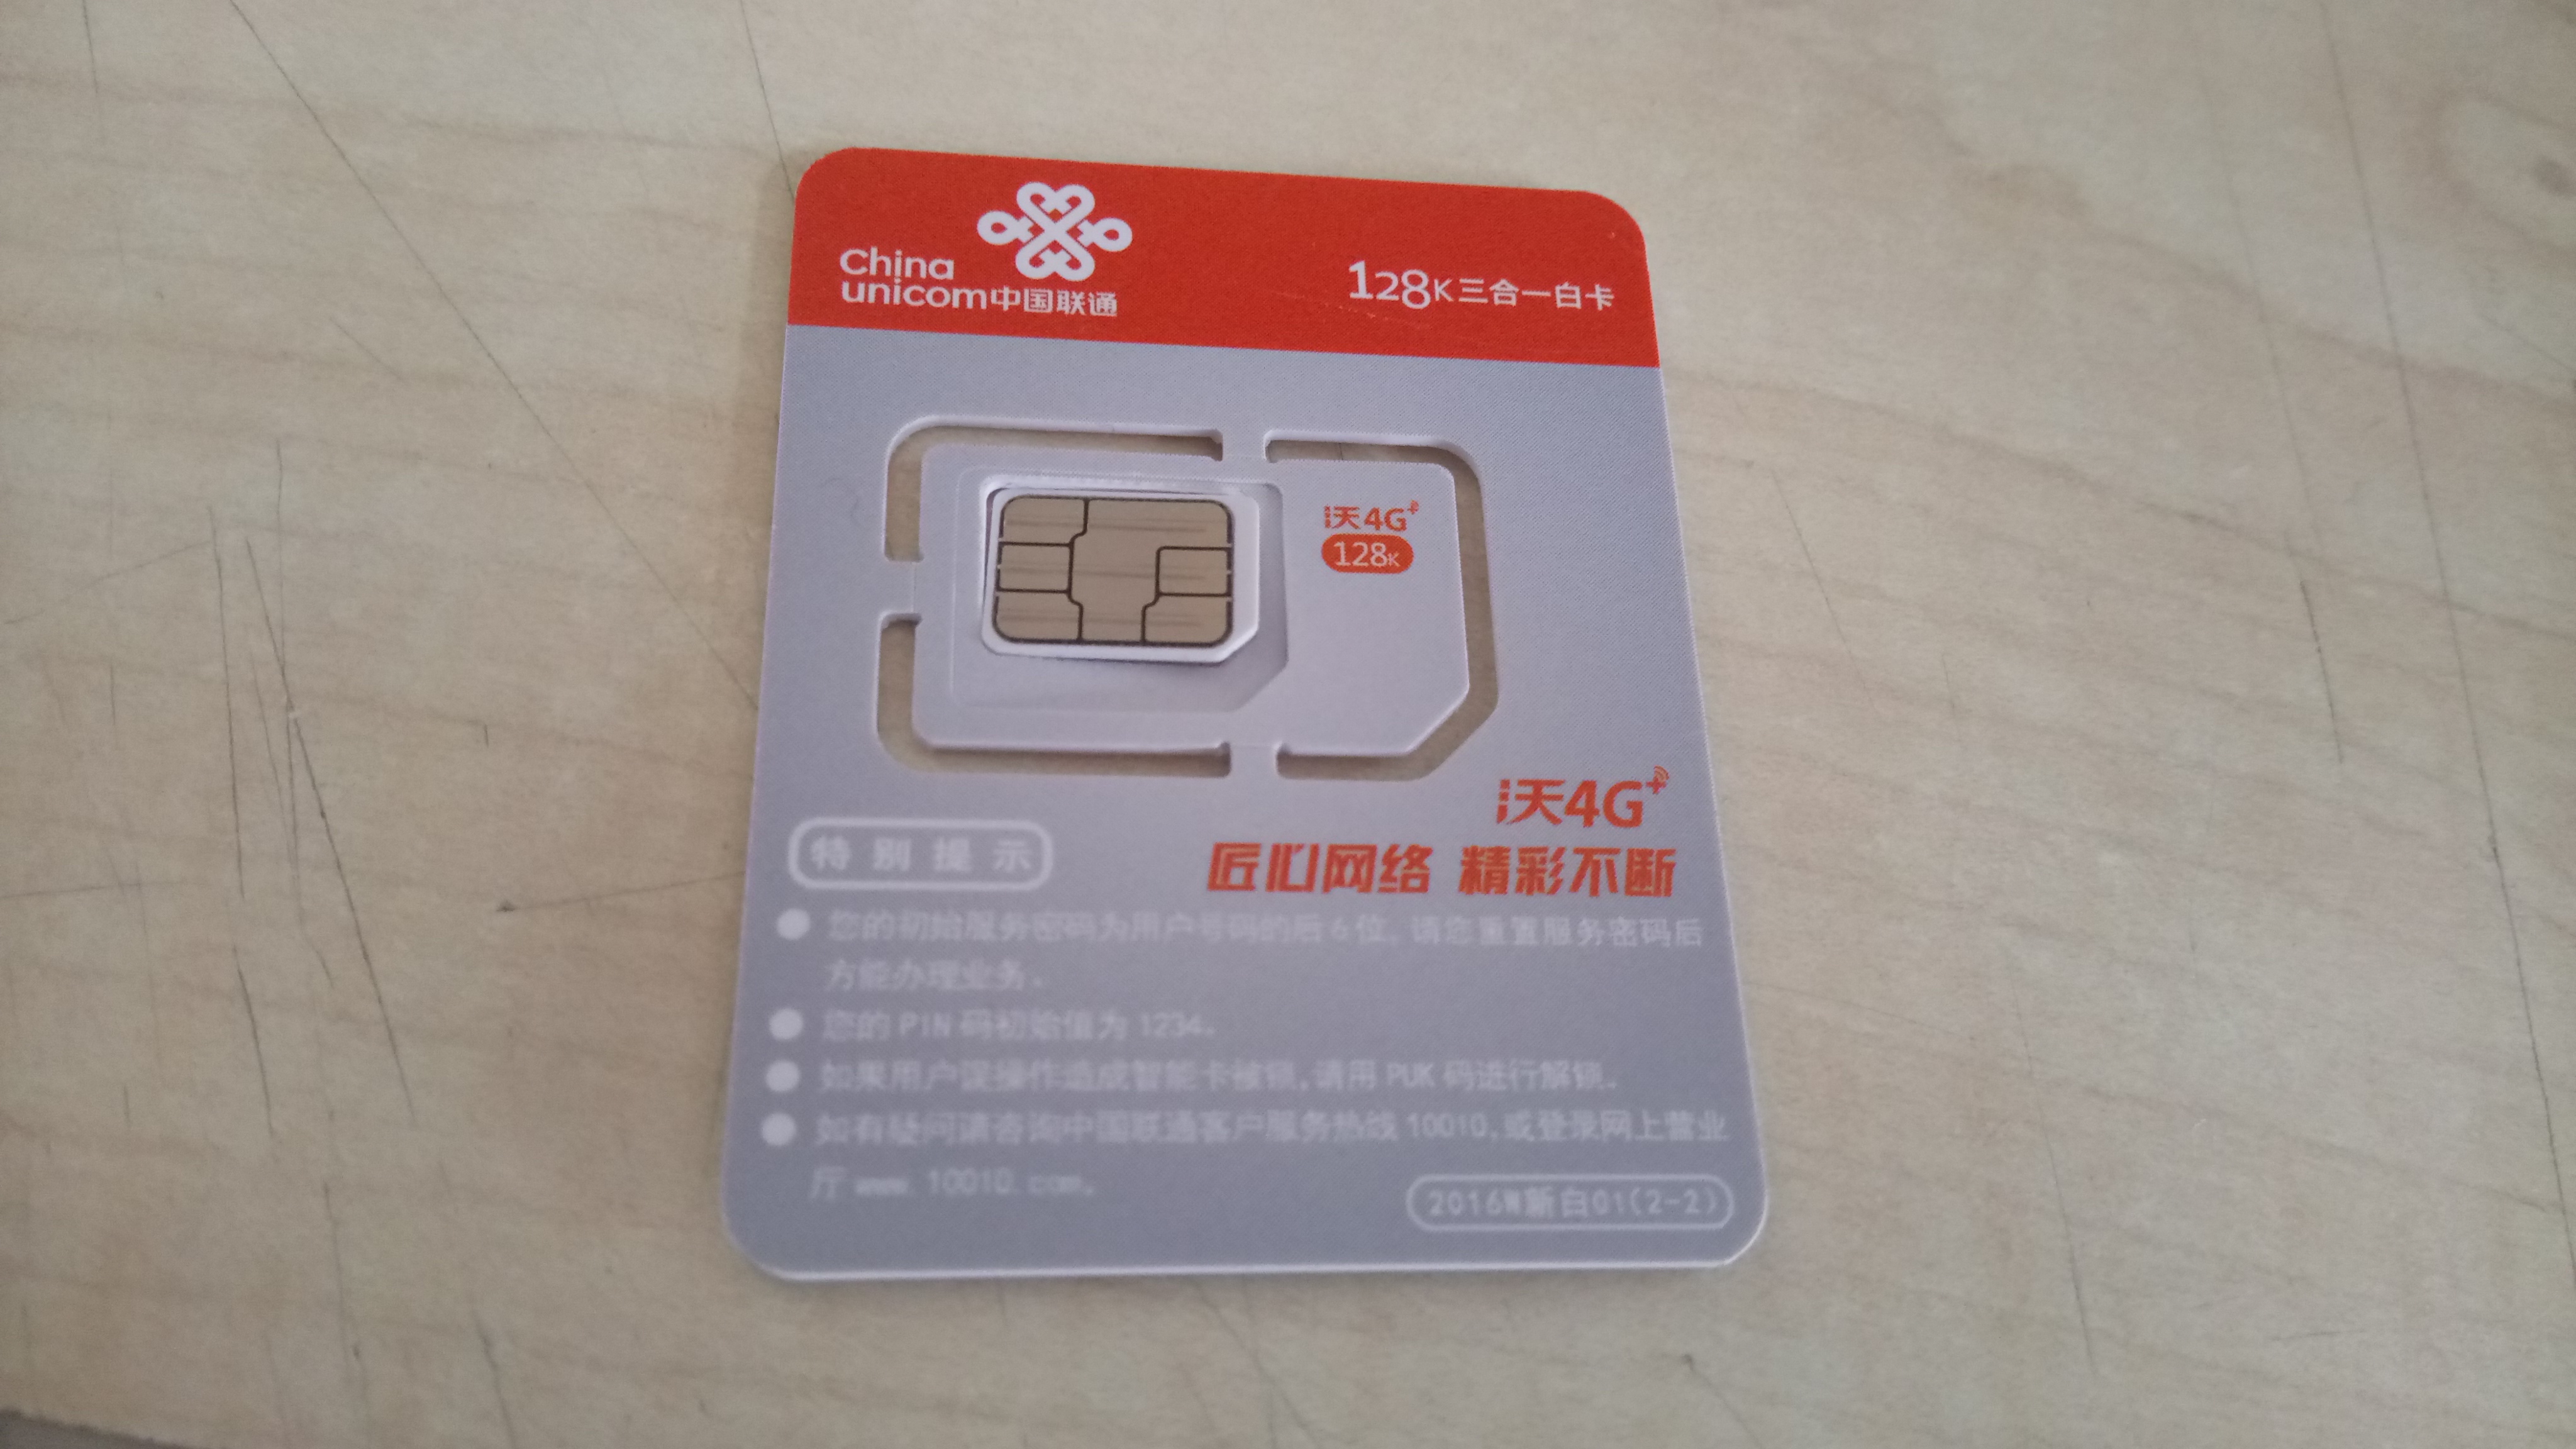 China
unicom中国联通
128K三合一白卡
沃4G+
128K
沃4G+
匠心网络 精彩不断
特别提示
您的初始服务密码为用户号码的后6位，请您重置服务密码后
方能办理业务。
您的PIN码初始值为1234。
如果用户误操作造成智能卡被锁，请用PUK码进行解锁。
如有疑问请咨询中国联通客户服务热线10010，或登录网上营业
厅www.10010.com。
2016W新白01(2-2)